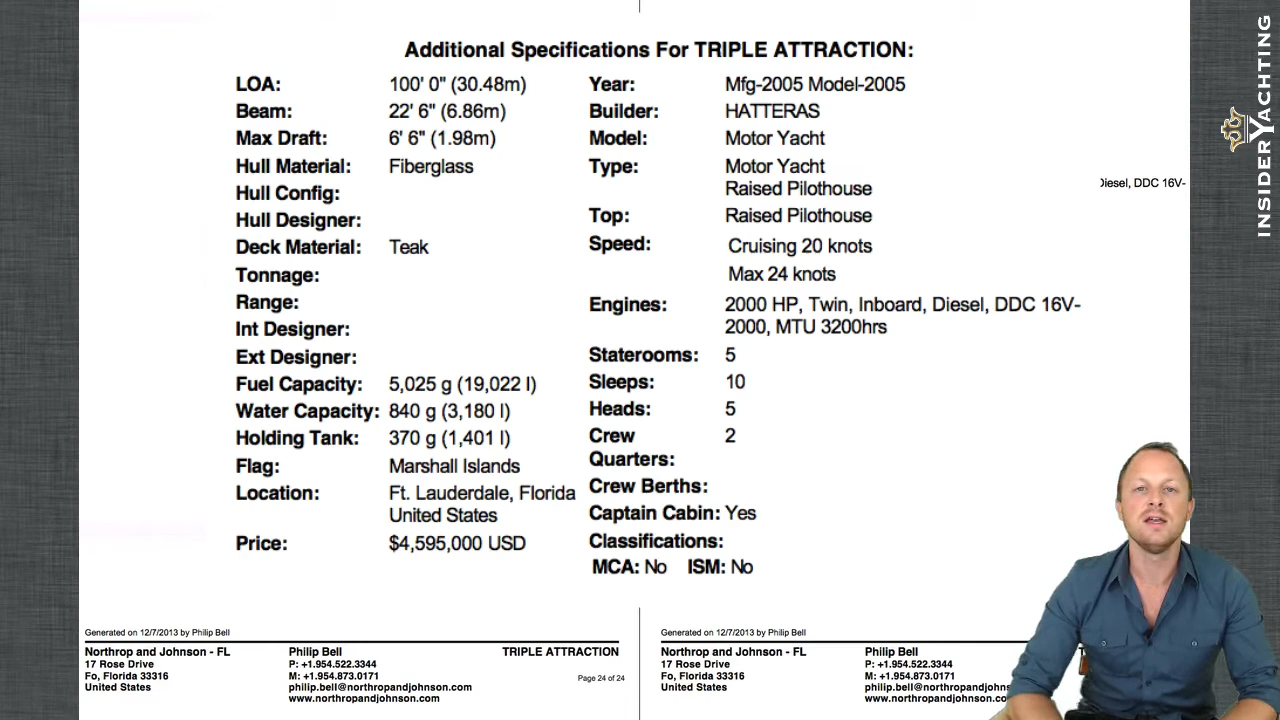 Additional Specifications For TRIPLE ATTRACTION:
LOA: 100' 0" (30.48m)
Beam: 22' 6" (6.86m)
Max Draft: 6' 6" (1.98m)
Hull Material: Fiberglass
Hull Config:
Hull Designer:
Deck Material: Teak
Tonnage:
Range:
Int Designer:
Ext Designer:
Fuel Capacity: 5,025 g (19,022 l)
Water Capacity: 840 g (3,180 l)
Holding Tank: 370 g (1,401 l)
Flag: Marshall Islands
Location: Ft. Lauderdale, Florida
United States
Price: $4,595,000 USD
Year: Mfg-2005 Model-2005
Builder: HATTERAS
Model: Motor Yacht
Type: Motor Yacht
Raised Pilothouse
Top: Raised Pilothouse
Speed: Cruising 20 knots
Max 24 knots
Engines: 2000 HP, Twin, Inboard, Diesel, DDC 16V-
2000, MTU 3200hrs
Staterooms: 5
Sleeps: 10
Heads: 5
Crew 2
Quarters:
Crew Berths:
Captain Cabin: Yes
Classifications:
MCA: No ISM: No
Diesel, DDC 16V-
INSIDERYACHTING
Generated on 12/7/2013 by Philip Bell
Northrop and Johnson - FL
17 Rose Drive
Fo, Florida 33316
United States
Philip Bell
P: +1.954.522.3344
M: +1.954.873.0171
philip.bell@northropandjohnson.com
www.northropandjohnson.com
TRIPLE ATTRACTION
Page 24 of 24
Generated on 12/7/2013 by Philip Bell
Northrop and Johnson - FL
17 Rose Drive
Fo, Florida 33316
United States
Philip Bell
P: +1.954.522.3344
M: +1.954.873.0171
philip.bell@northropandjohns
www.northropandjohnson.co